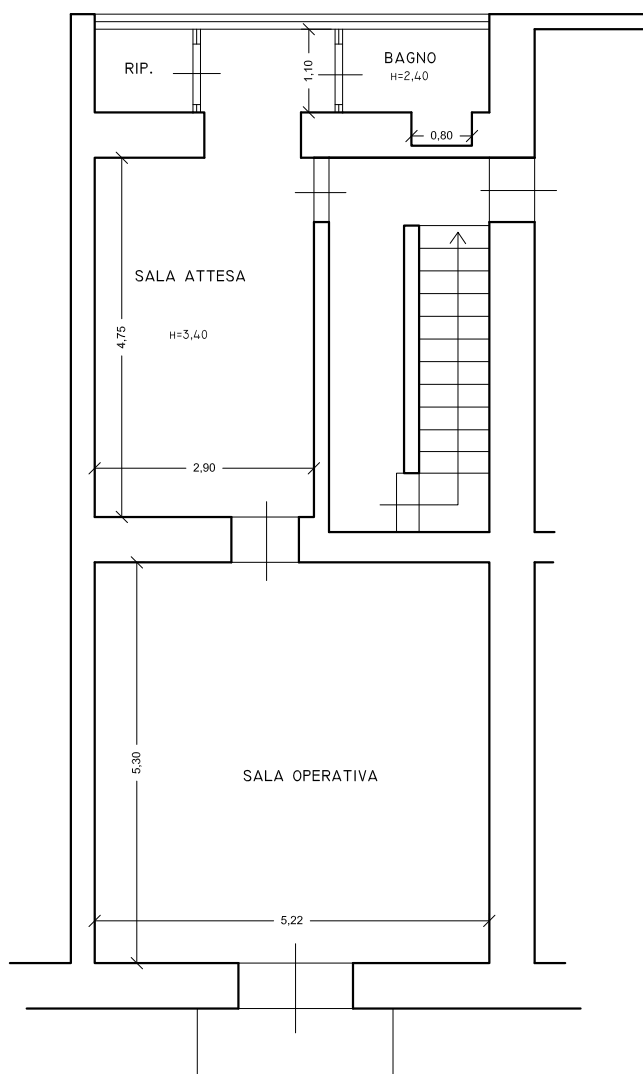 RIP.
1,10
BAGNO
H=2,40
0,80
SALA ATTESA
H=3,40
4,75
2,90
5,30
SALA OPERATIVA
5,22